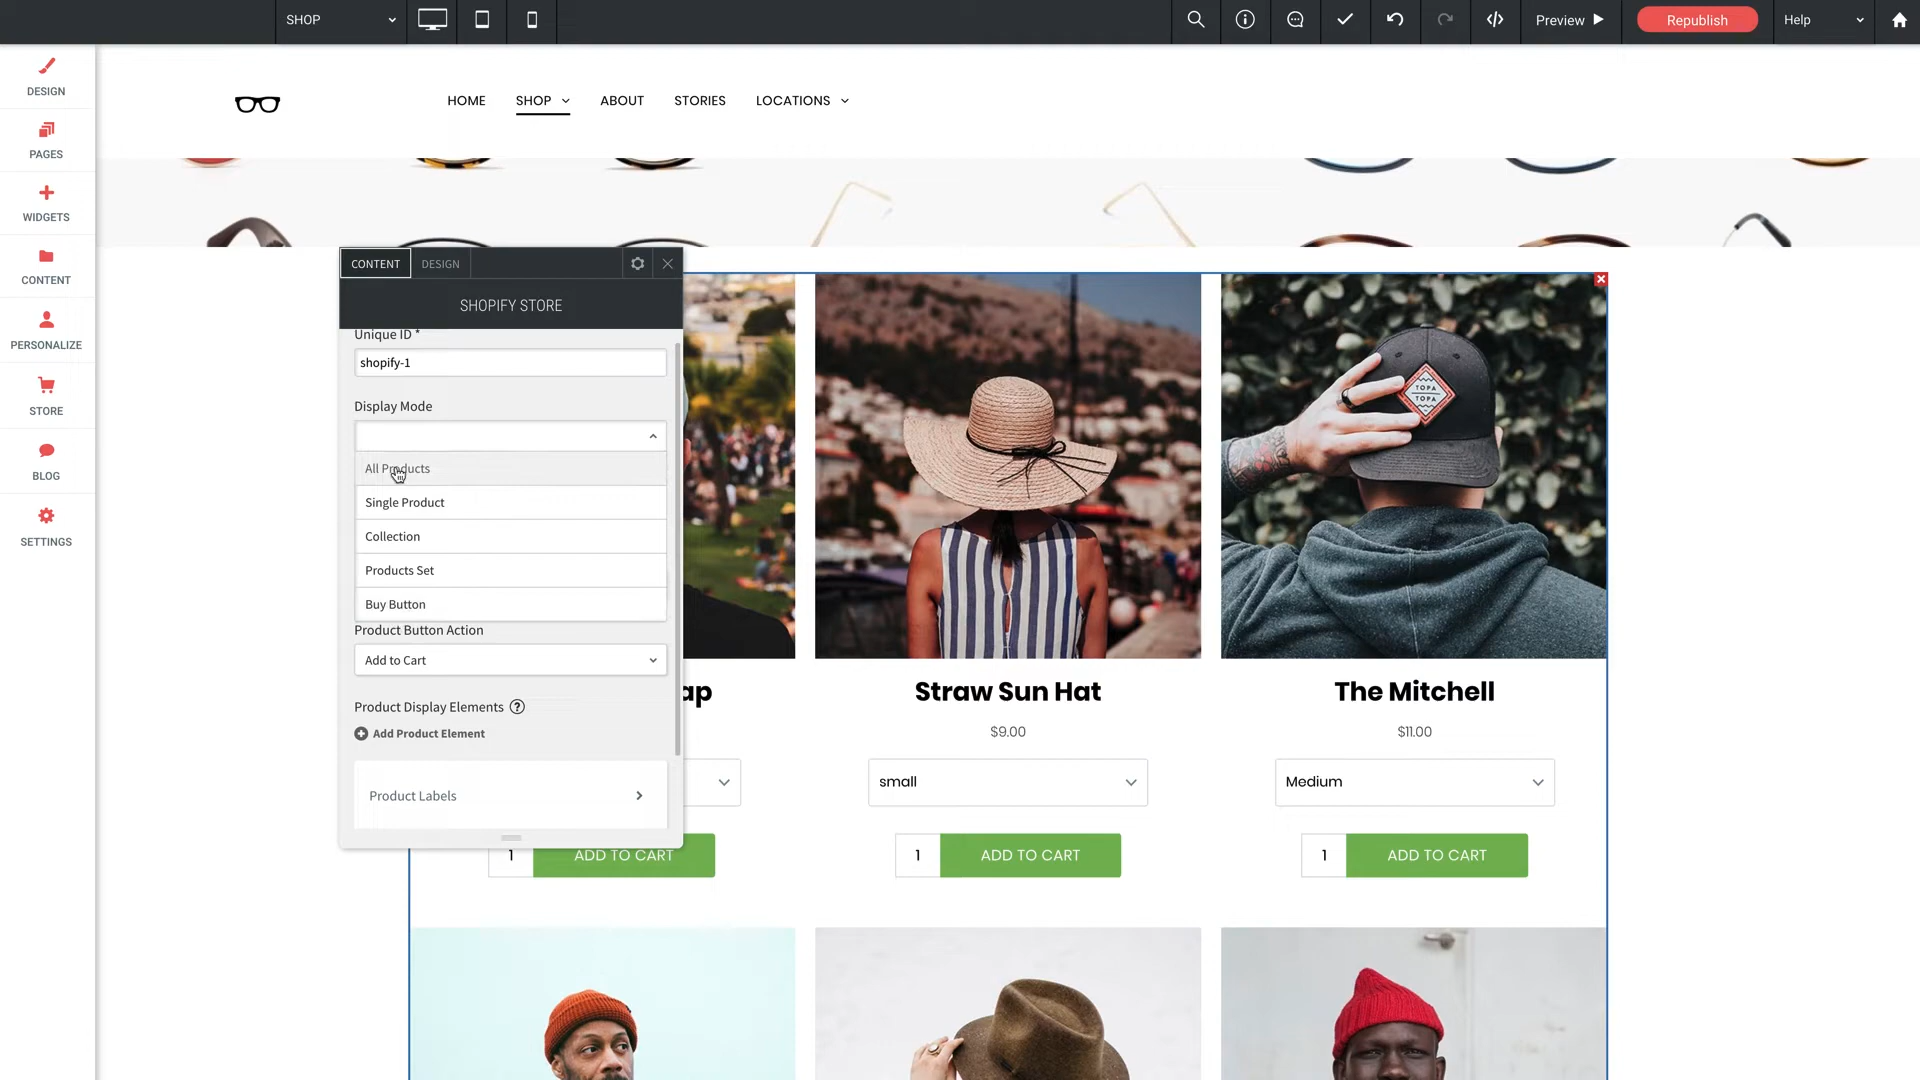 SHOP
Preview
Republish
Help
DESIGN
PAGES
WIDGETS
CONTENT
PERSONALIZE
STORE
BLOG
SETTINGS
HOME
SHOP
ABOUT
STORIES
LOCATIONS
CONTENT
DESIGN
SHOPIFY STORE
Unique ID *
shopify-1
Display Mode
All Products
Single Product
Collection
Products Set
Buy Button
Product Button Action
Add to Cart
Product Display Elements ?
Add Product Element
Product Labels
TOPA
TOPA
ap
Straw Sun Hat
The Mitchell
$9.00
$11.00
small
Medium
1
ADD TO CART
1
ADD TO CART
1
ADD TO CART